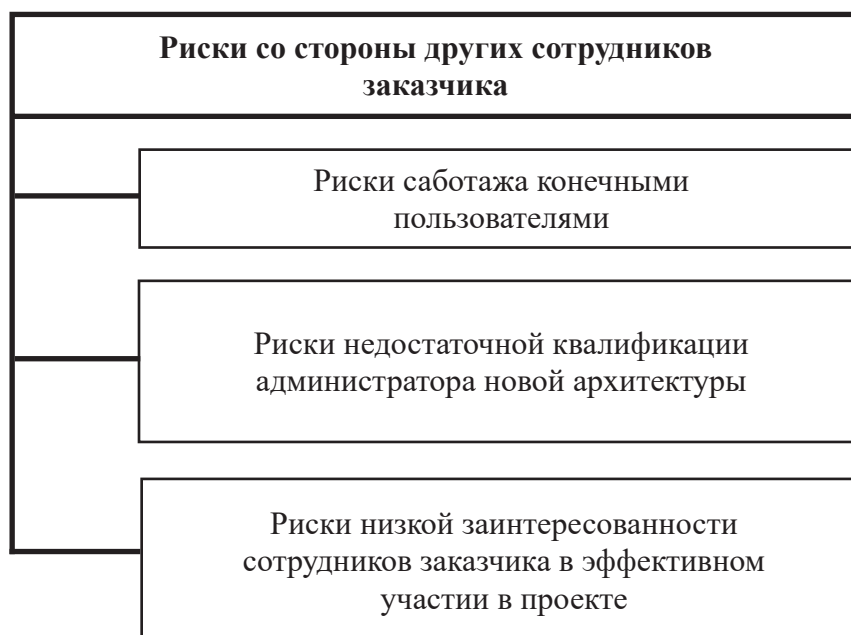 Риски со стороны других сотрудников
заказчика
Риски саботажа конечными
пользователями
Риски недостаточной квалификации
администратора новой архитектуры
Риски низкой заинтересованности
сотрудников заказчика в эффективном
участии в проекте